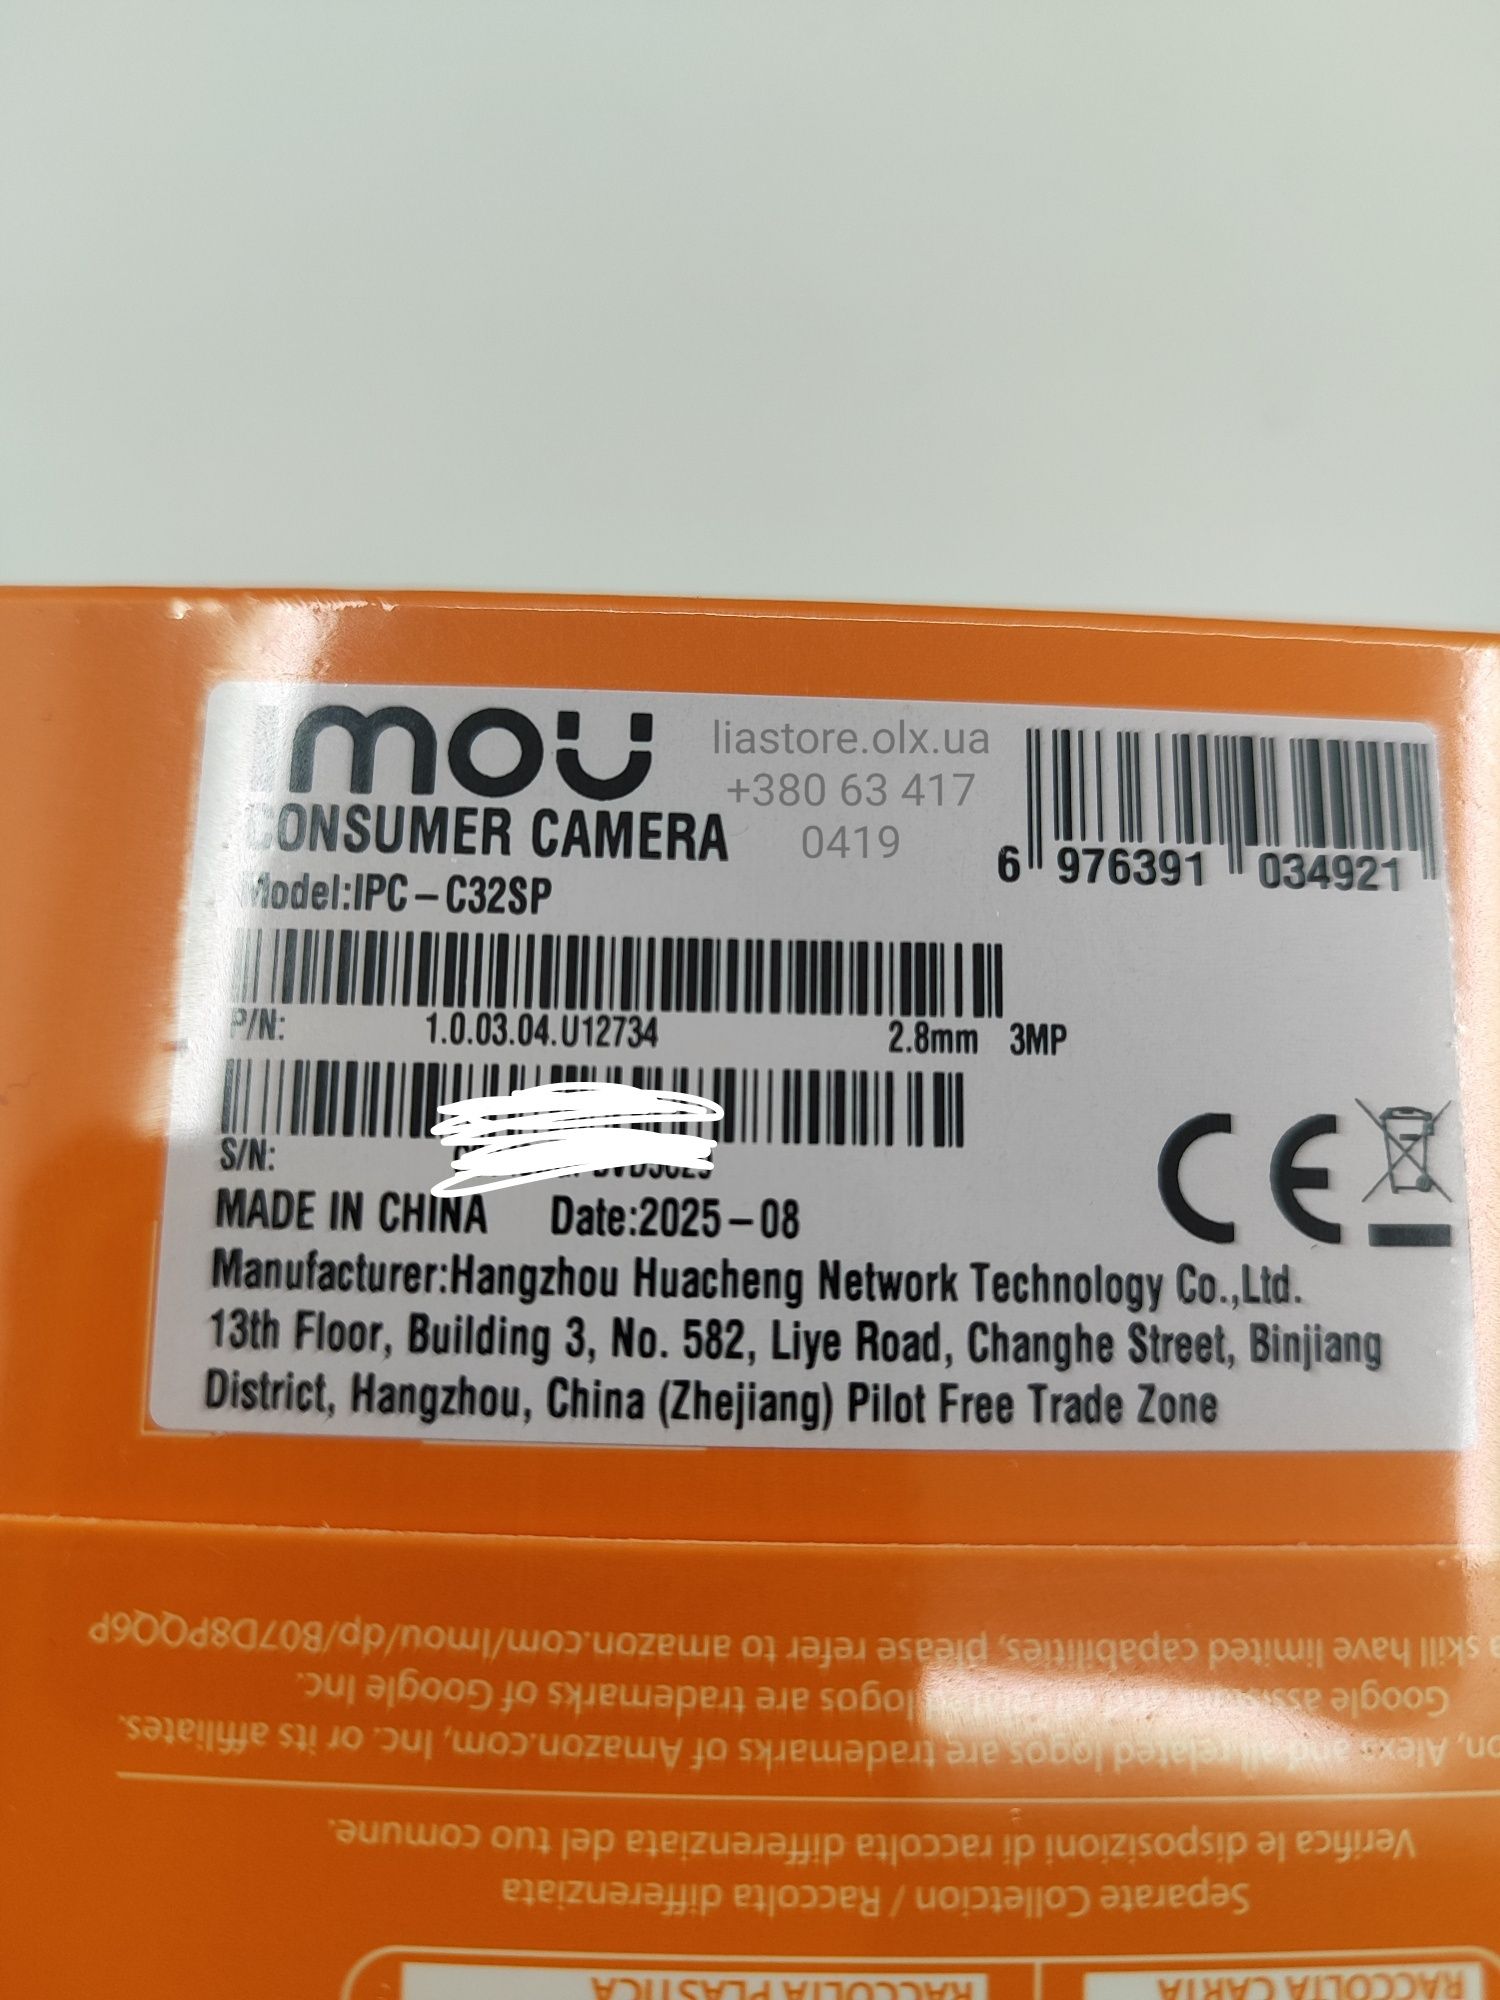 imou
liastore.olx.ua
+380 63 417
0419
CONSUMER CAMERA
6 976391 034921
Model:IPC-C32SP
P/N: 1.0.03.04.U12734 2.8mm 3MP
S/N:
MADE IN CHINA Date:2025-08
CE
Manufacturer:Hangzhou Huacheng Network Technology Co.,Ltd.
13th Floor, Building 3, No. 582, Liye Road, Changhe Street, Binjiang
District, Hangzhou, China (Zhejiang) Pilot Free Trade Zone
RACCOLTA CARTA RACCOLTA PLASTICA
Separate Colletcion / Raccolta differenziata
Verifica le disposizioni di raccolta differenziata del tuo comune.
Alexa and all related logos are trademarks of Amazon.com, Inc. or its affiliates.
Google logos are trademarks of Google Inc.
skill have limited capabilities, please refer to amazon.com/Imou/dp/B07D8PQQ6P